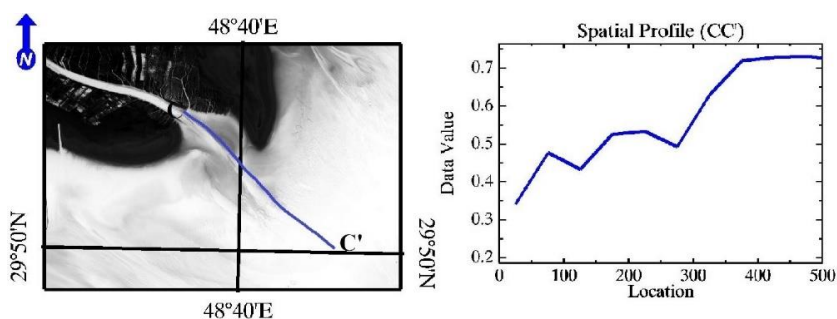 48°40'E
N
C
C'
29°50'N
29°50'N
48°40'E
Spatial Profile (CC')
Data Value
0.7
0.6
0.5
0.4
0.3
0.2
0
100
200
300
400
500
Location